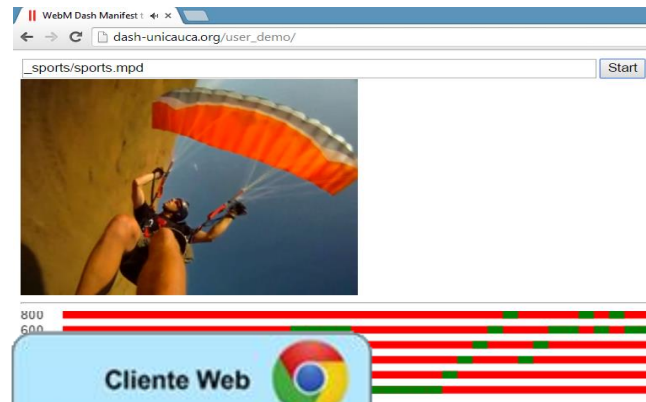 WebM Dash Manifest t
dash-unicauca.org/user_demo/
_sports/sports.mpd Start
800
600
Cliente Web